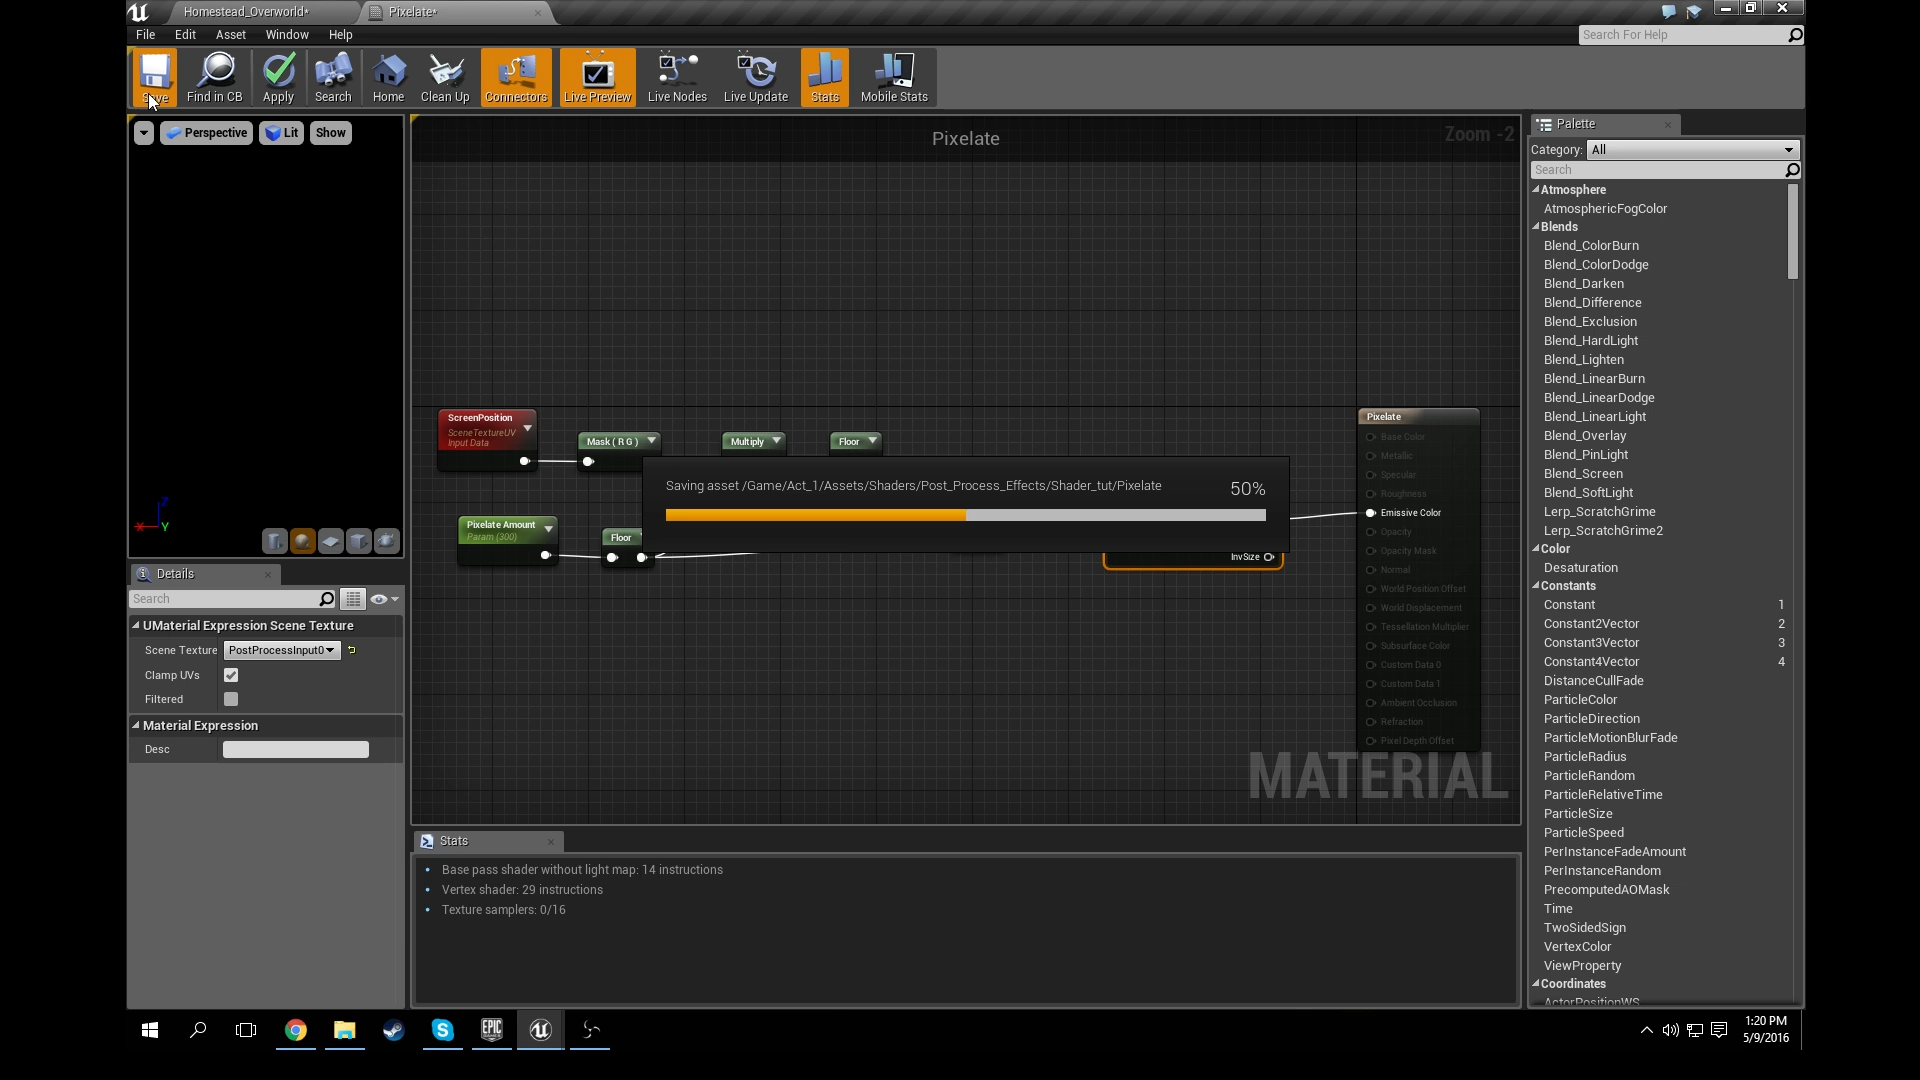 Homestead_Overworld*
Pixelate*
File Edit Asset Window Help
Search For Help
Save
Find in CB
Apply
Search
Home
Clean Up
Connectors
Live Preview
Live Nodes
Live Update
Stats
Mobile Stats
Perspective
Lit
Show
Z
X
Y
Details
Search
UMaterial Expression Scene Texture
Scene Texture PostProcessInput0
Clamp UVs
Filtered
Material Expression
Desc
Pixelate
Zoom -2
ScreenPosition
SceneTextureUV
Input Data
Mask ( R G )
Multiply
Floor
Pixelate Amount
Param (300)
Floor
Saving asset /Game/Act_1/Assets/Shaders/Post_Process_Effects/Shader_tut/Pixelate
50%
InvSize
Pixelate
Base Color
Metallic
Specular
Roughness
Emissive Color
Opacity
Opacity Mask
Normal
World Position Offset
World Displacement
Tessellation Multiplier
Subsurface Color
Custom Data 0
Custom Data 1
Ambient Occlusion
Refraction
Pixel Depth Offset
MATERIAL
Stats
Base pass shader without light map: 14 instructions
Vertex shader: 29 instructions
Texture samplers: 0/16
Palette
Category: All
Search
Atmosphere
AtmosphericFogColor
Blends
Blend_ColorBurn
Blend_ColorDodge
Blend_Darken
Blend_Difference
Blend_Exclusion
Blend_HardLight
Blend_Lighten
Blend_LinearBurn
Blend_LinearDodge
Blend_LinearLight
Blend_Overlay
Blend_PinLight
Blend_Screen
Blend_SoftLight
Lerp_ScratchGrime
Lerp_ScratchGrime2
Color
Desaturation
Constants
Constant 1
Constant2Vector 2
Constant3Vector 3
Constant4Vector 4
DistanceCullFade
ParticleColor
ParticleDirection
ParticleMotionBlurFade
ParticleRadius
ParticleRandom
ParticleRelativeTime
ParticleSize
ParticleSpeed
PerInstanceFadeAmount
PerInstanceRandom
PrecomputedAOMask
Time
TwoSidedSign
VertexColor
ViewProperty
Coordinates
ActorPositionWS
EPIC
1:20 PM
5/9/2016